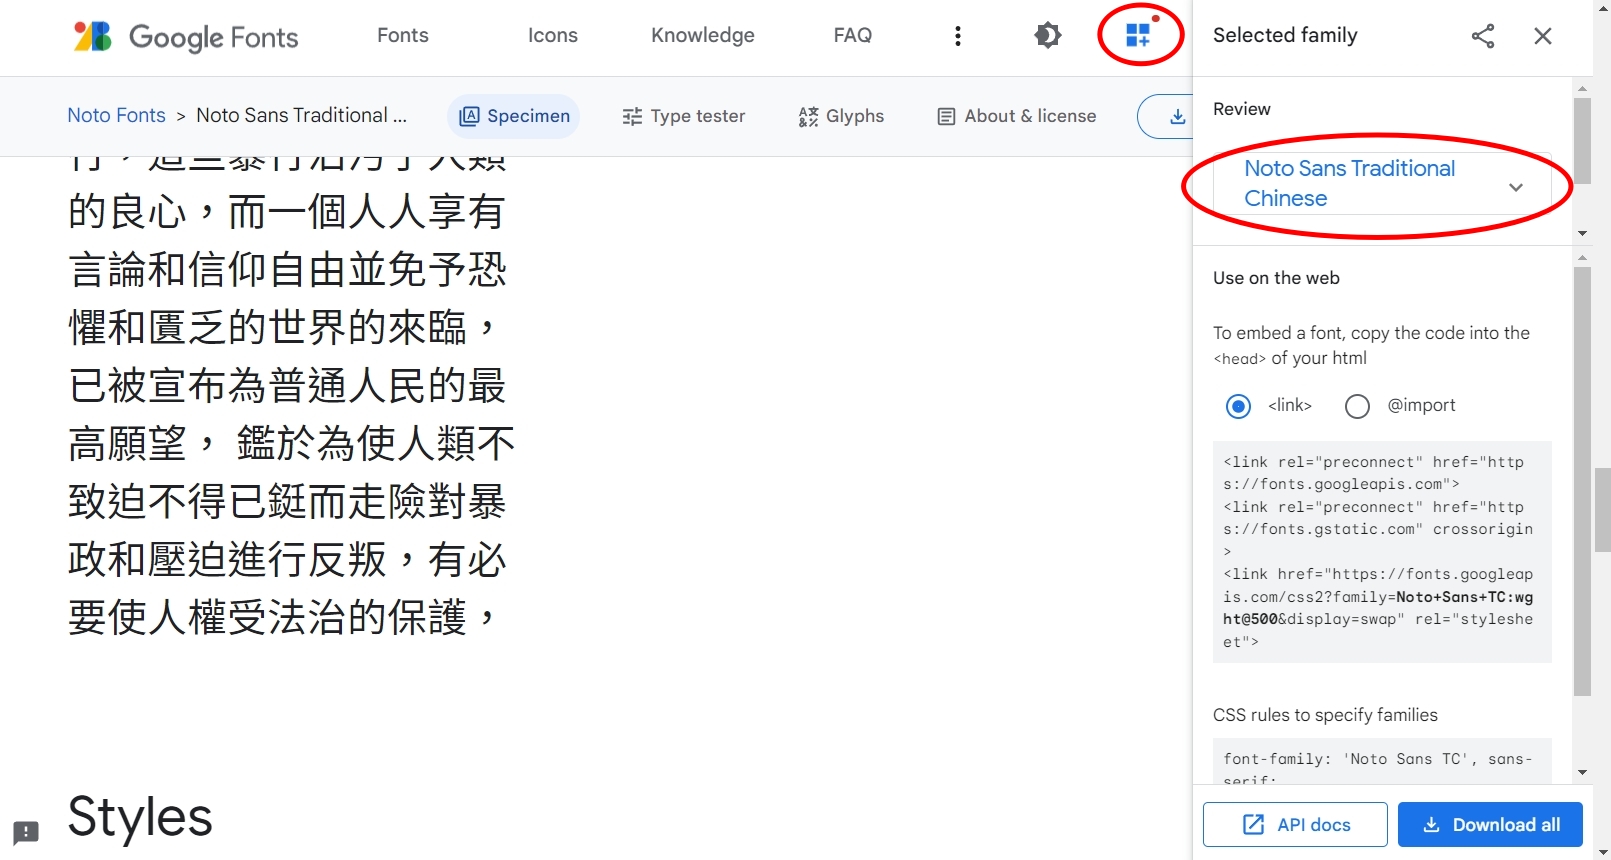 Google Fonts
Fonts
Icons
Knowledge
FAQ
Noto Fonts > Noto Sans Traditional ...
Specimen
Type tester
Glyphs
About & license
的良心，而一個人人享有
言論和信仰自由並免予恐
懼和匱乏的世界的來臨，
已被宣布為普通人民的最
高願望， 鑑於為使人類不
致迫不得已鋌而走險對暴
政和壓迫進行反叛，有必
要使人權受法治的保護，
Styles
Selected family
Review
Noto Sans Traditional
Chinese
Use on the web
To embed a font, copy the code into the
<head> of your html
<link>
@import
<link rel="preconnect" href="http
s://fonts.googleapis.com">
<link rel="preconnect" href="http
s://fonts.gstatic.com" crossorigin
>
<link href="https://fonts.googleap
is.com/css2?family=Noto+Sans+TC:wg
ht@500&display=swap" rel="styleshe
et">
CSS rules to specify families
font-family: 'Noto Sans TC', sans-
serif;
API docs
Download all